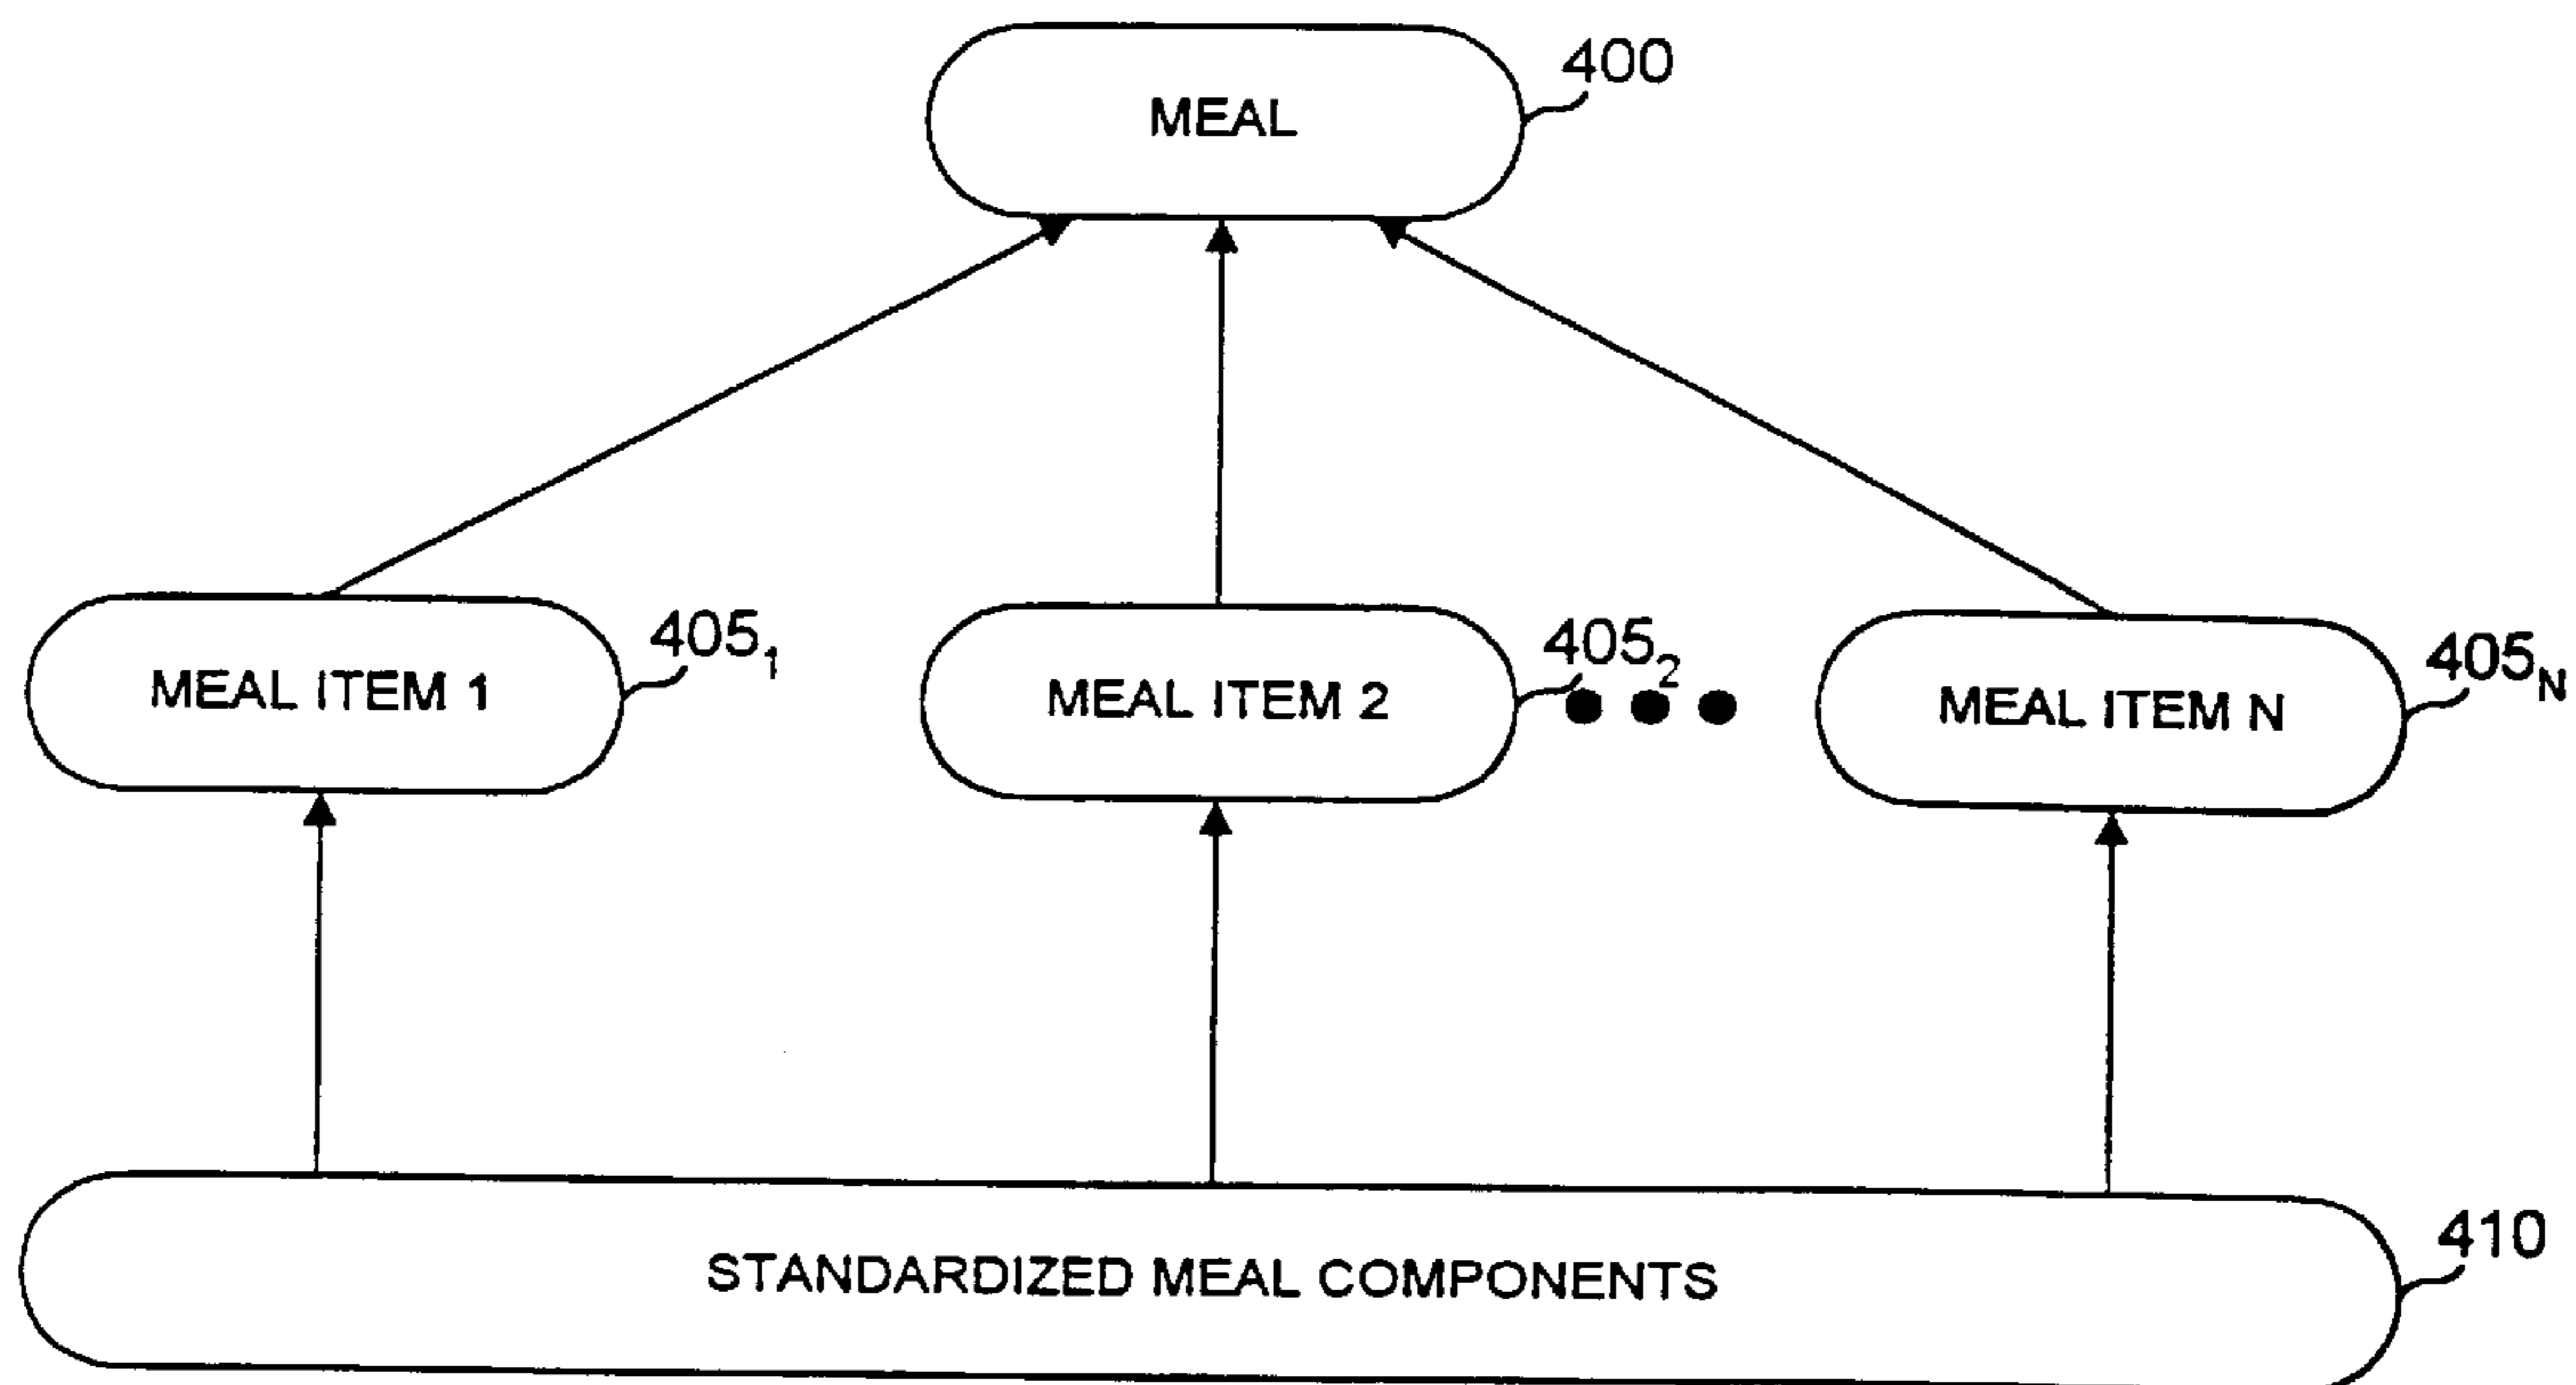 400
MEAL
405₁
405₂
405N
MEAL ITEM 1
MEAL ITEM 2
MEAL ITEM N
410
STANDARDIZED MEAL COMPONENTS